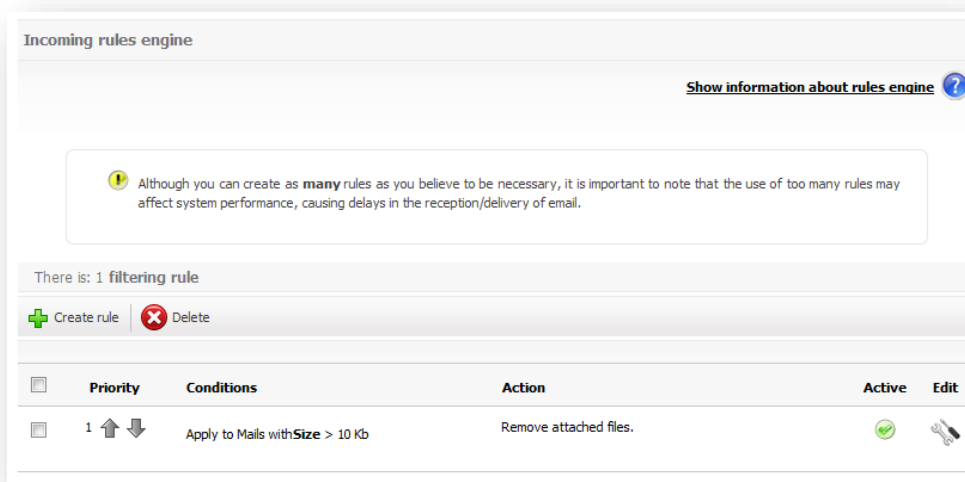 Incoming rules engine
Show information about rules engine ?
Although you can create as many rules as you believe to be necessary, it is important to note that the use of too many rules may
affect system performance, causing delays in the reception/delivery of email.
There is: 1 filtering rule
Create rule Delete
Priority Conditions Action Active Edit
1 Apply to Mails withSize > 10 Kb Remove attached files.